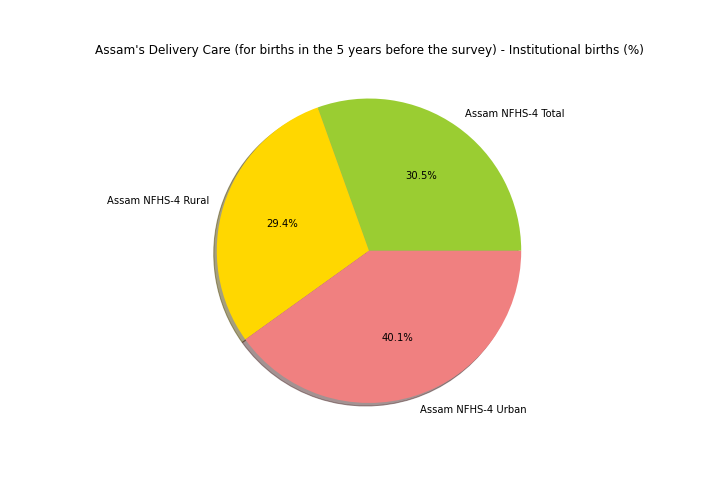 Assam's Delivery Care (for births in the 5 years before the survey) - Institutional births (%)
Assam NFHS-4 Total
30.5%
Assam NFHS-4 Rural
29.4%
40.1%
Assam NFHS-4 Urban